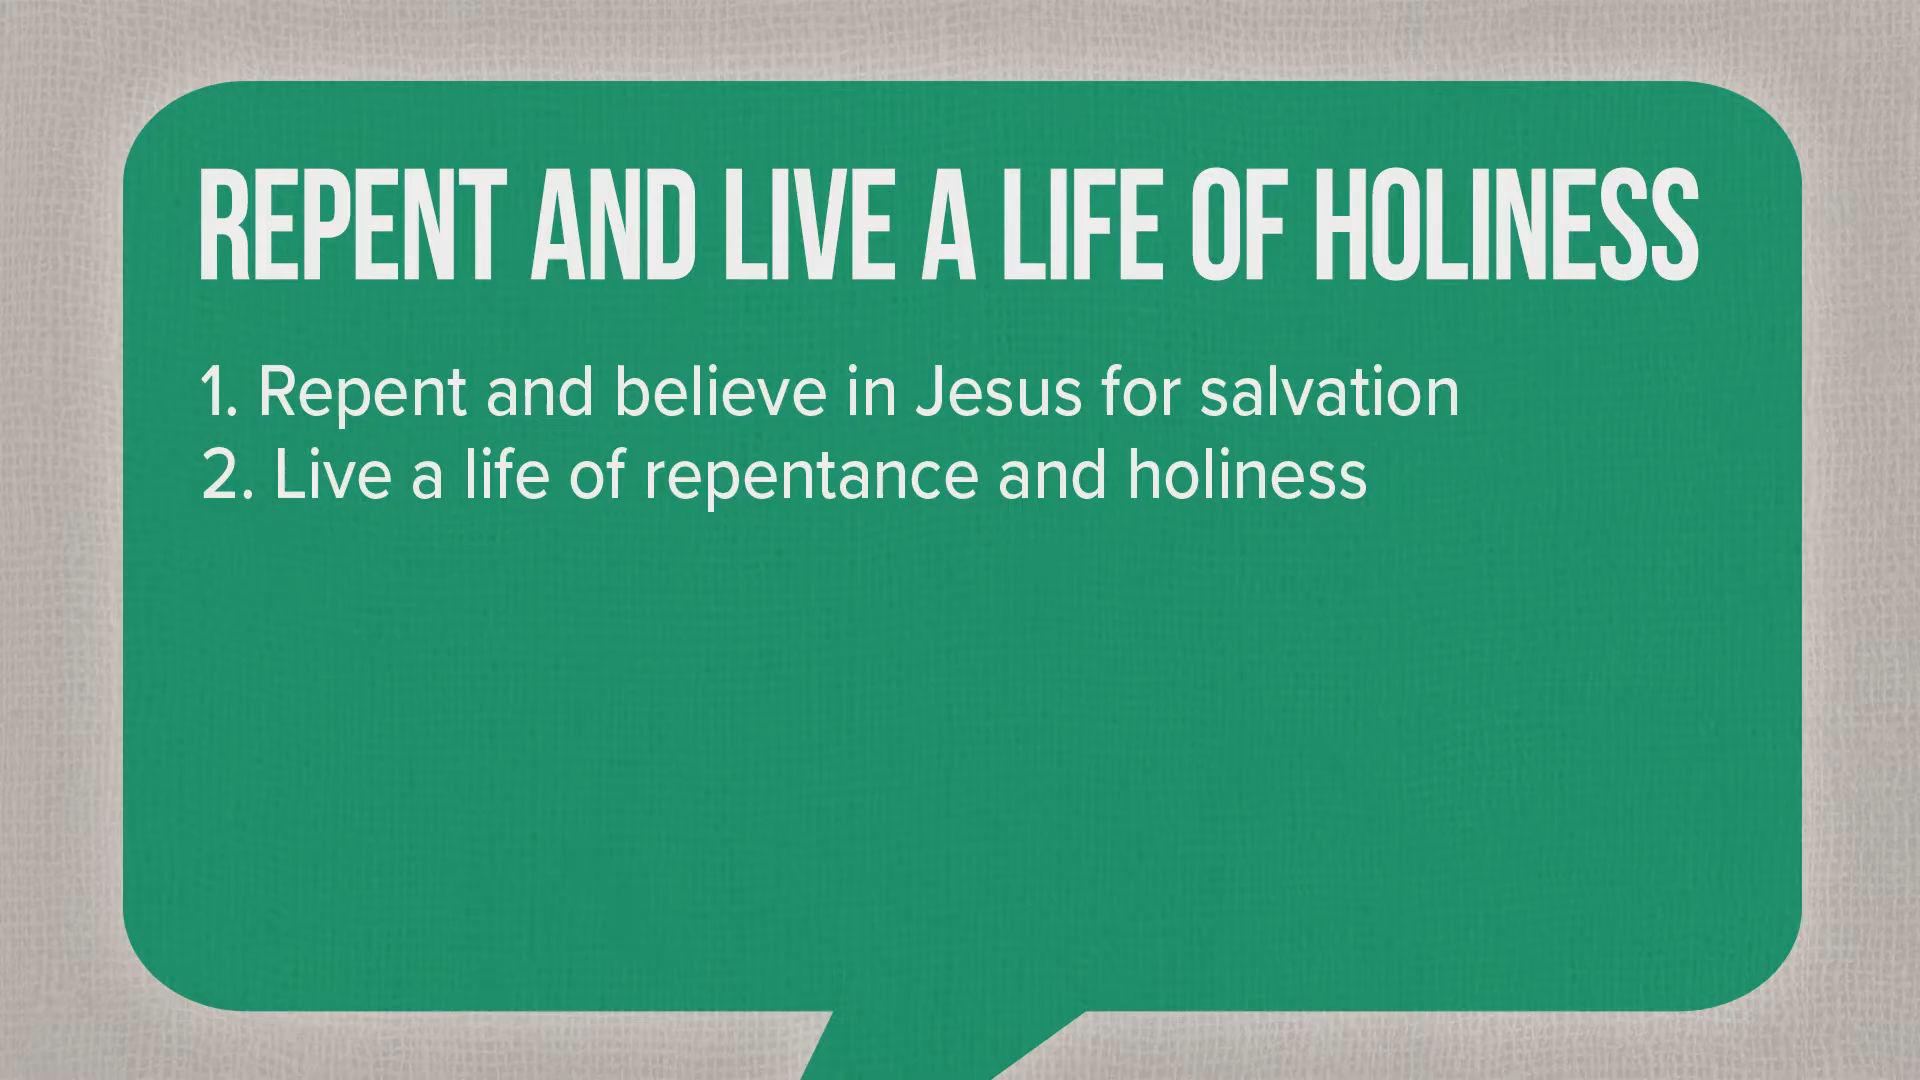 REPENT AND LIVE A LIFE OF HOLINESS
1. Repent and believe in Jesus for salvation
2. Live a life of repentance and holiness